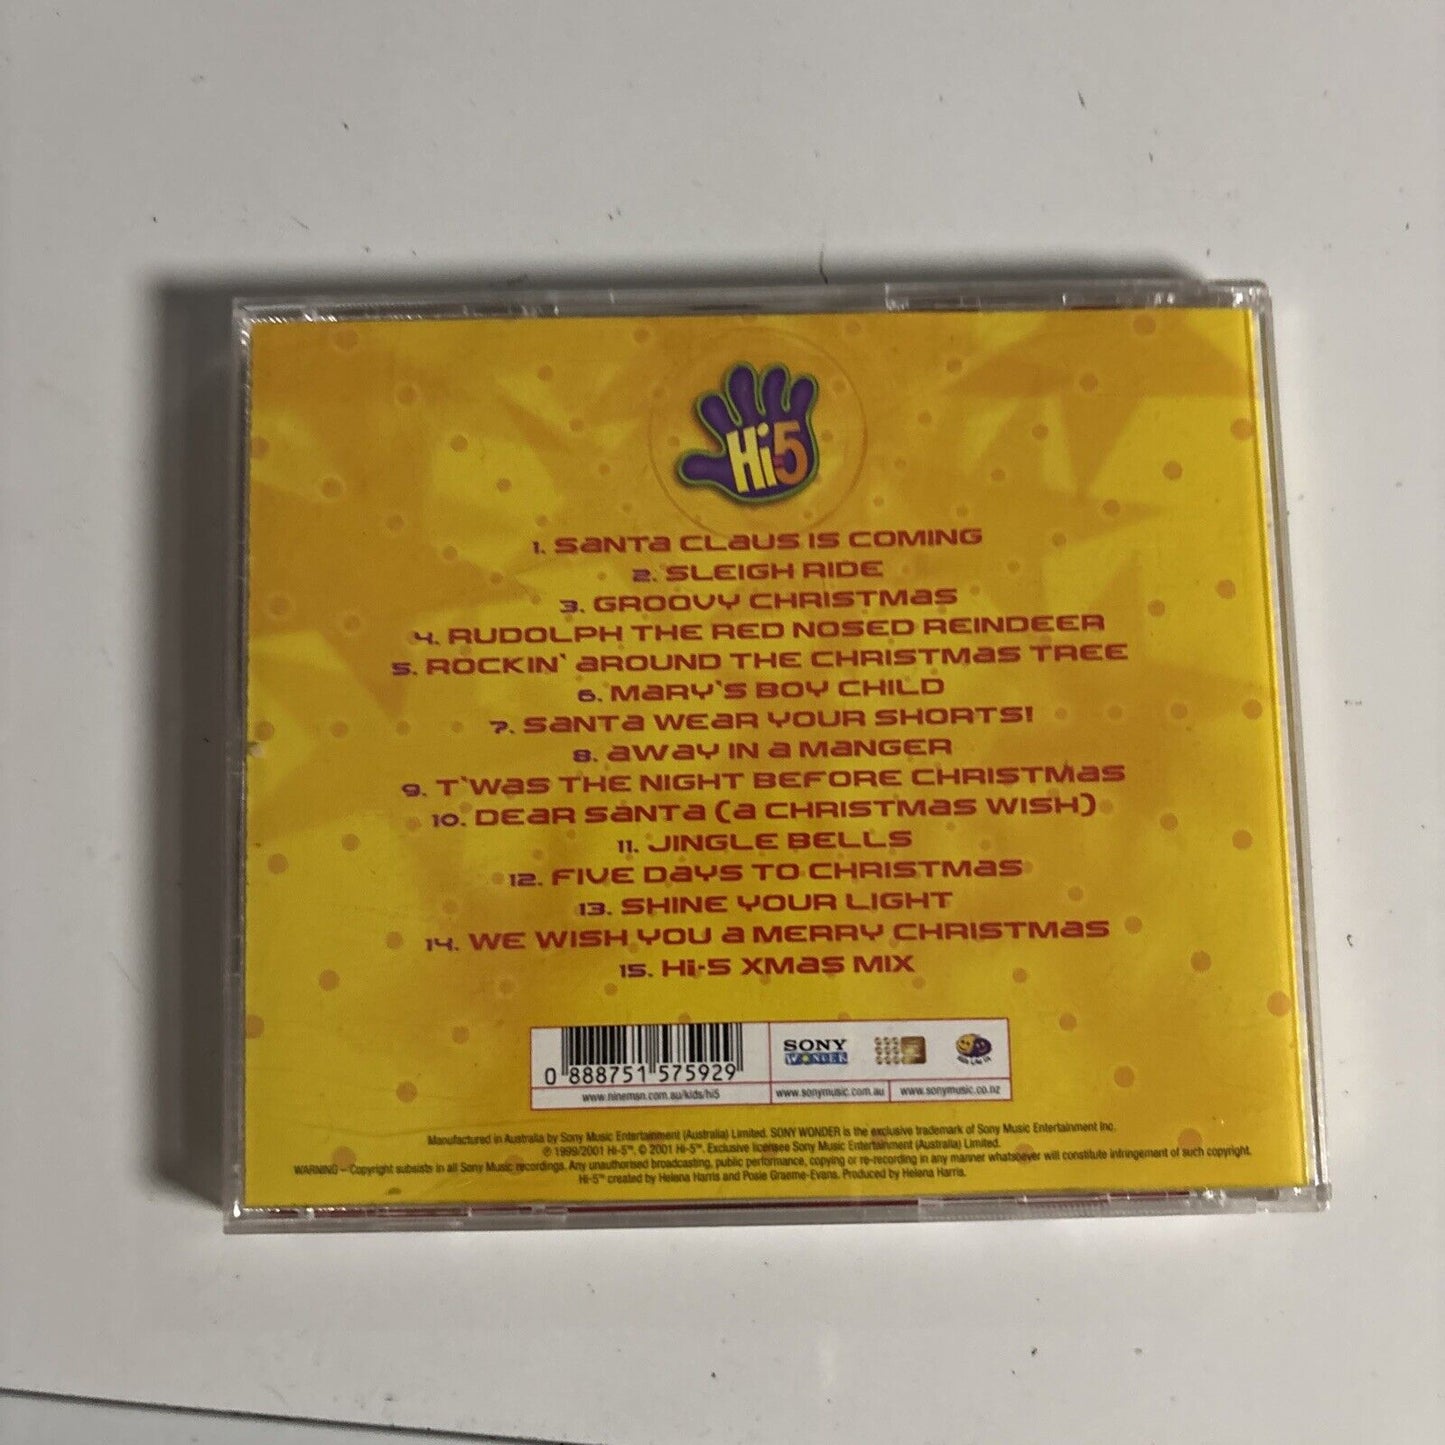 Hi-5
1. SANTA CLAUS IS COMING
2. SLEIGH RIDE
3. GROOVY CHRISTMAS
4. RUDOLPH THE RED NOSED REINDEER
5. ROCKIN' AROUND THE CHRISTMAS TREE
6. MARY'S BOY CHILD
7. SANTA WEAR YOUR SHORTS!
8. AWAY IN A MANGER
9. T'WAS THE NIGHT BEFORE CHRISTMAS
10. DEAR SANTA (A CHRISTMAS WISH)
11. JINGLE BELLS
12. FIVE DAYS TO CHRISTMAS
13. SHINE YOUR LIGHT
14. WE WISH YOU A MERRY CHRISTMAS
15. Hi-5 XMAS MIX
0 888751 575929
SONY
WONDER
www.ninemsn.com.au/kids/hi5
www.sonymusic.com.au
www.sonymusic.co.nz
Manufactured in Australia by Sony Music Entertainment (Australia) Limited. SONY WONDER is the exclusive trademark of Sony Music Entertainment Inc.
℗ 1999/2001 Hi-5™. © 2001 Hi-5™. Exclusive licensee Sony Music Entertainment (Australia) Limited.
WARNING – Copyright subsists in all Sony Music recordings. Any unauthorised broadcasting, public performance, copying or re-recording in any manner whatsoever will constitute infringement of such copyright.
Hi-5™ created by Helena Harris and Posie Graeme-Evans. Produced by Helena Harris.